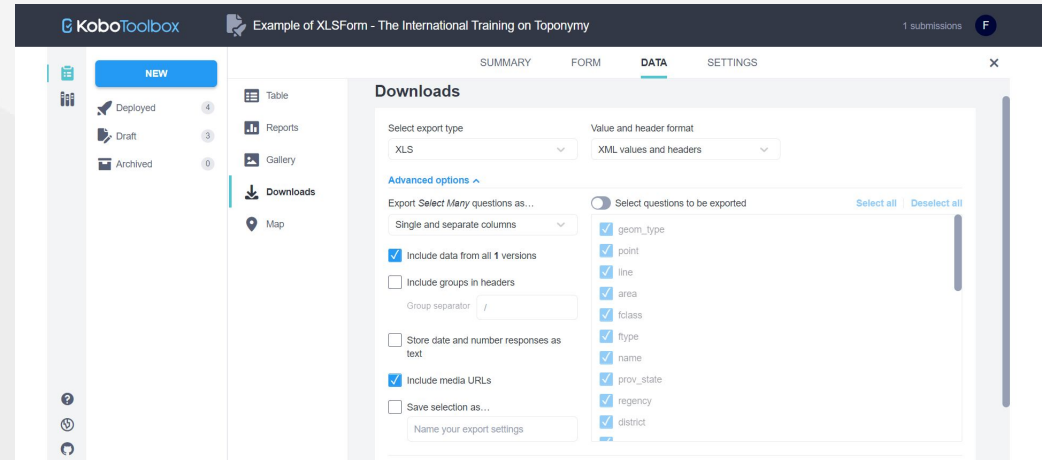 KoboToolbox
Example of XLSForm - The International Training on Toponymy
1 submissions
F
SUMMARY
FORM
DATA
SETTINGS
NEW
Deployed
4
Draft
3
Archived
0
Table
Reports
Gallery
Downloads
Map
Downloads
Select export type
Value and header format
XLS
XML values and headers
Advanced options
Export Select Many questions as...
Single and separate columns
Include data from all 1 versions
Include groups in headers
Group separator
/
Store date and number responses as
text
Include media URLs
Save selection as...
Name your export settings
Select questions to be exported
Select all
Deselect all
geom_type
point
line
area
fclass
ftype
name
prov_state
regency
district